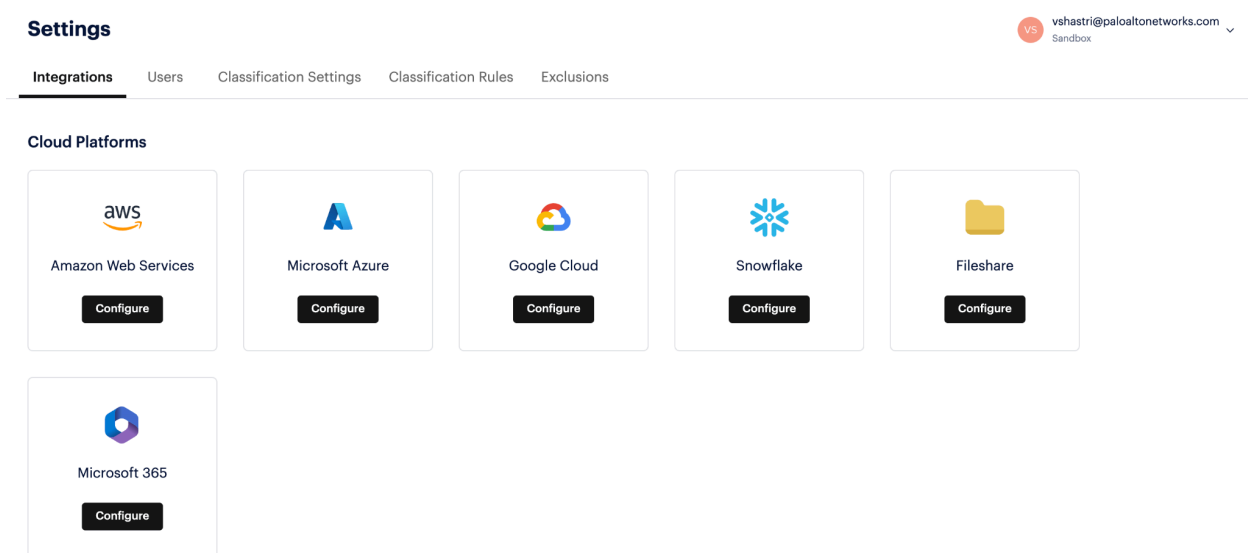 Settings
VS
vshastri@paloaltonetworks.com
Sandbox
Integrations Users Classification Settings Classification Rules Exclusions
Cloud Platforms
aws
Amazon Web Services Microsoft Azure Google Cloud Snowflake Fileshare
Configure Configure Configure Configure Configure
Microsoft 365
Configure